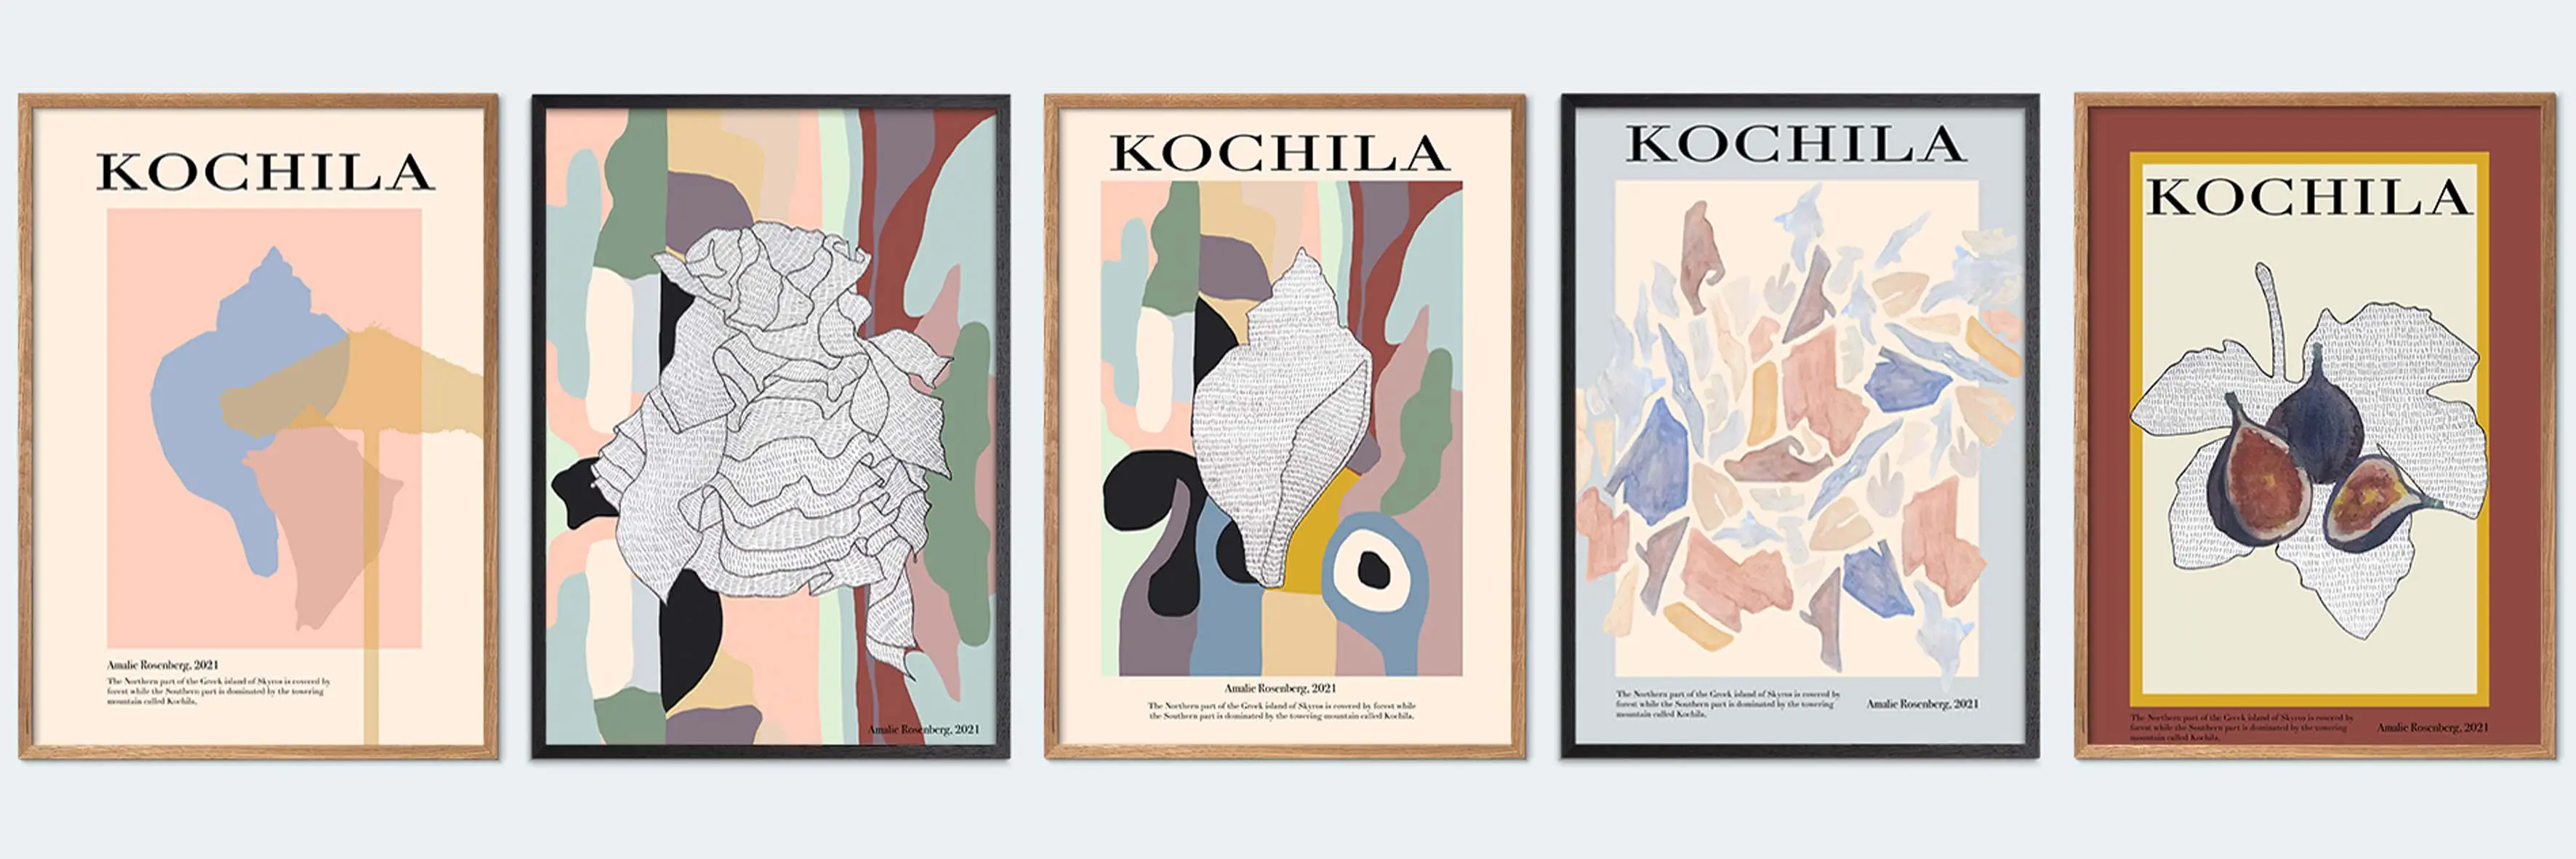 KOCHILA
Amalie Rosenberg, 2021
The Northern part of the Greek island of Skyros is covered by
forest while the Southern part is dominated by the towering
mountain called Kochila.
Amalie Rosenberg, 2021
KOCHILA
Amalie Rosenberg, 2021
The Northern part of the Greek island of Skyros is covered by forest while
the Southern part is dominated by the towering mountain called Kochila.
KOCHILA
The Northern part of the Greek island of Skyros is covered by
forest while the Southern part is dominated by the towering
mountain called Kochila.
Amalie Rosenberg, 2021
KOCHILA
The Northern part of the Greek island of Skyros is covered by
forest while the Southern part is dominated by the towering
mountain called Kochila.
Amalie Rosenberg, 2021